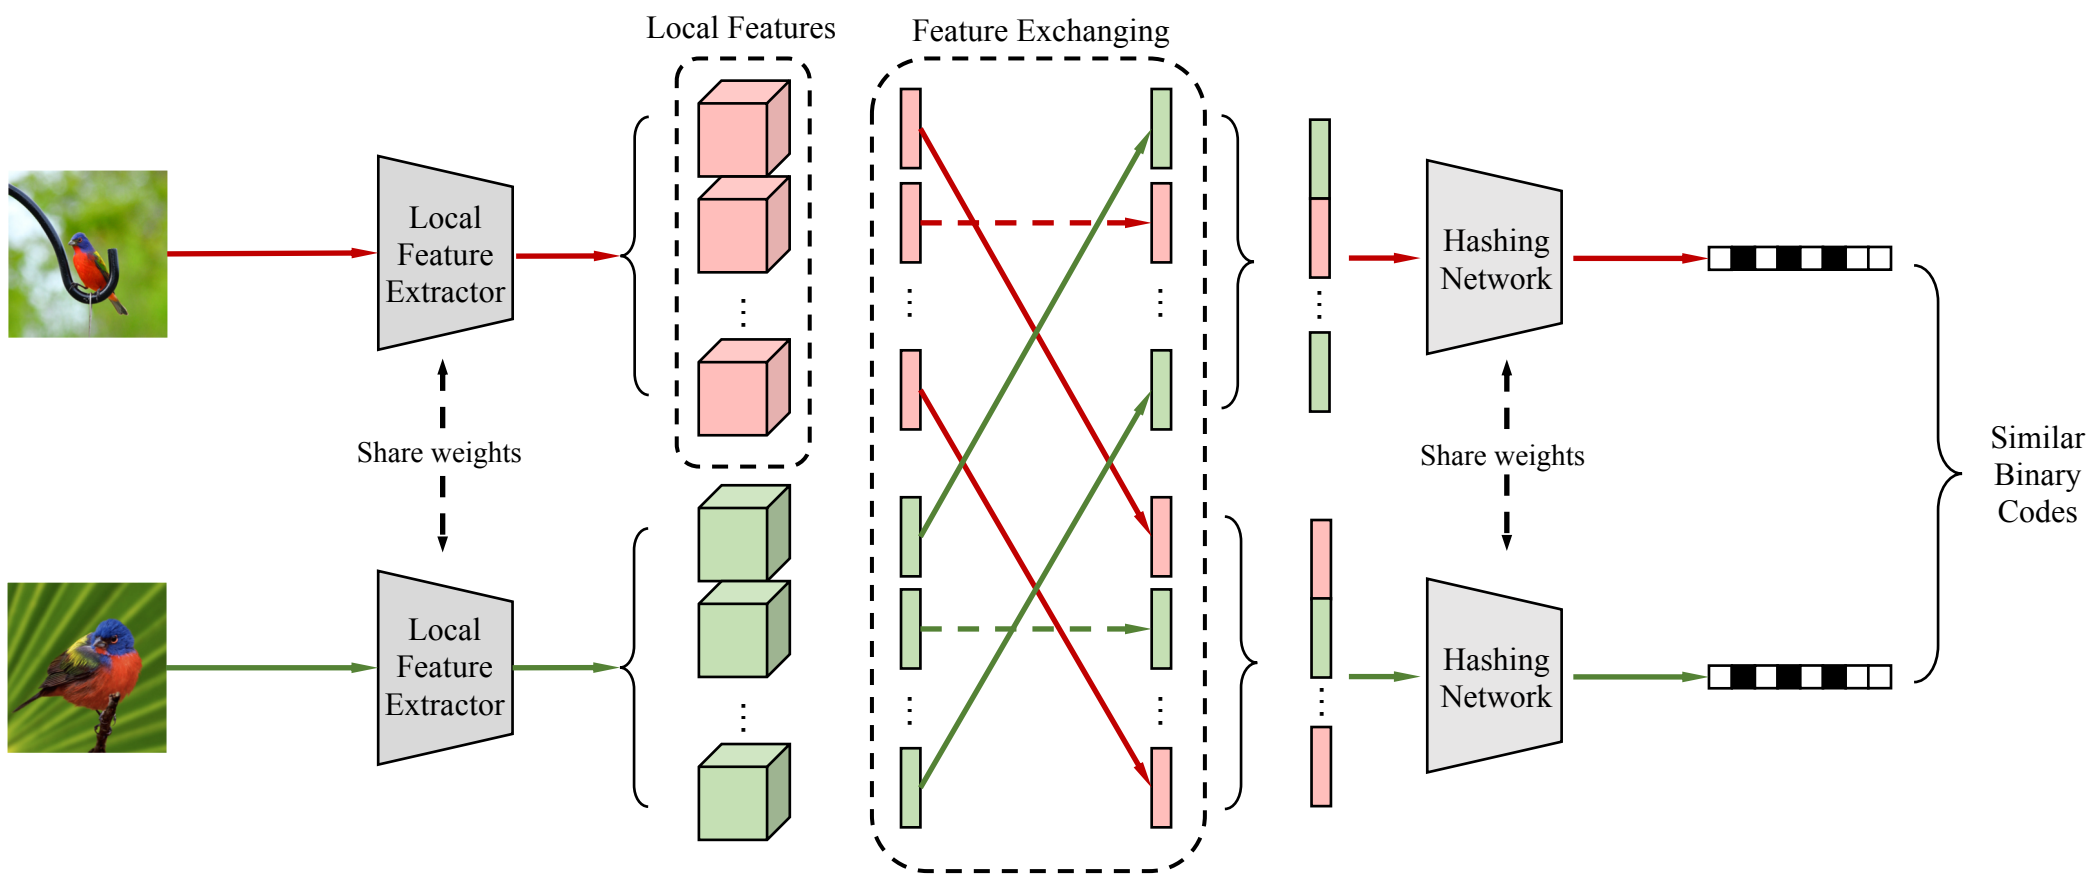 Local Features
Feature Exchanging
Local
Feature
Extractor
Hashing
Network
Share weights
Share weights
Similar
Binary
Codes
Local
Feature
Extractor
Hashing
Network